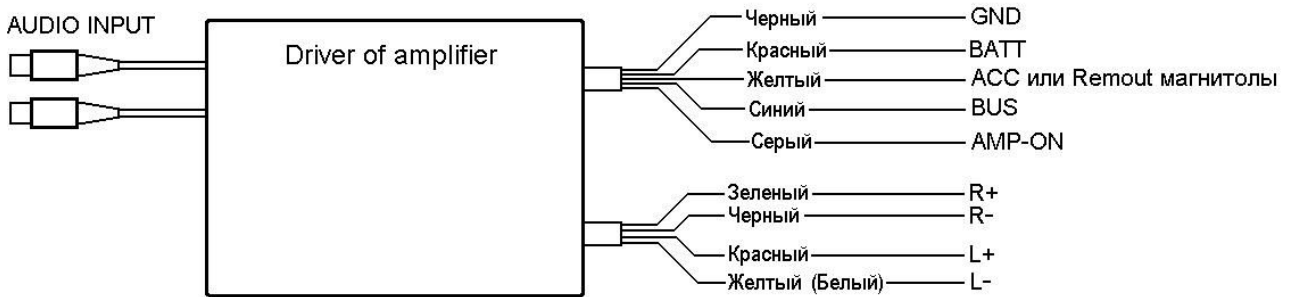 AUDIO INPUT
Driver of amplifier
Черный GND
Красный BATT
Желтый ACC или Remout магнитолы
Синий BUS
Серый AMP-ON
Зеленый R+
Черный R-
Красный L+
Желтый (Белый) L-